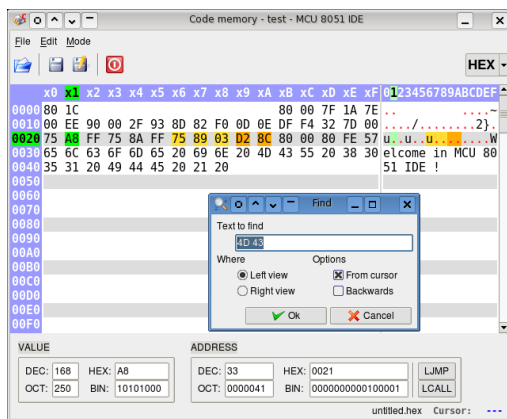 Code memory - test - MCU 8051 IDE
File Edit Mode
HEX
x0 x1 x2 x3 x4 x5 x6 x7 x8 x9 xA xB xC xD xE xF 0123456789ABCDEF
0000 80 1C 80 00 7F 1A 7E .. ....~
0010 00 EE 90 00 2F 93 8D 82 F0 0D 0E DF F4 32 7D 00 ..../........2}.
0020 75 A8 FF 75 8A FF 75 89 03 D2 8C 80 00 80 FE 57 u..u..u........W
0030 65 6C 63 6F 6D 65 20 69 6E 20 4D 43 55 20 38 30 elcome in MCU 80
0040 35 31 20 49 44 45 20 21 20 51 IDE !
0050
0060
0070
0080
0090
00A0
00B0
00C0
00D0
00E0
00F0
Find
Text to find
4D 43
Where Options
Left view From cursor
Right view Backwards
Ok Cancel
VALUE ADDRESS
DEC: 168 HEX: A8 DEC: 33 HEX: 0021 LJMP
OCT: 250 BIN: 10101000 OCT: 0000041 BIN: 0000000000100001 LCALL
untitled.hex Cursor: ---